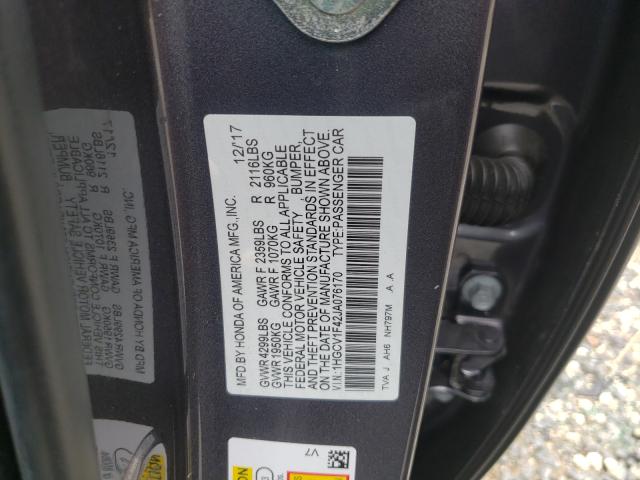 MFD.BY HONDA OF AMERICA MFG.,INC. 12/17
GVWR 4299LBS GAWR F 2359LBS R 2116LBS
GVWR 1950KG GAWR F 1070KG R 960KG
THIS VEHICLE CONFORMS TO ALL APPLICABLE
FEDERAL MOTOR VEHICLE SAFETY , BUMPER,
AND THEFT PREVENTION STANDARDS IN EFFECT
ON THE DATE OF MANUFACTURE SHOWN ABOVE.
V.I.N:1HGCV1F42JA076170 TYPE:PASSENGER CAR
TVA J AH6 NH797M A .A
V7